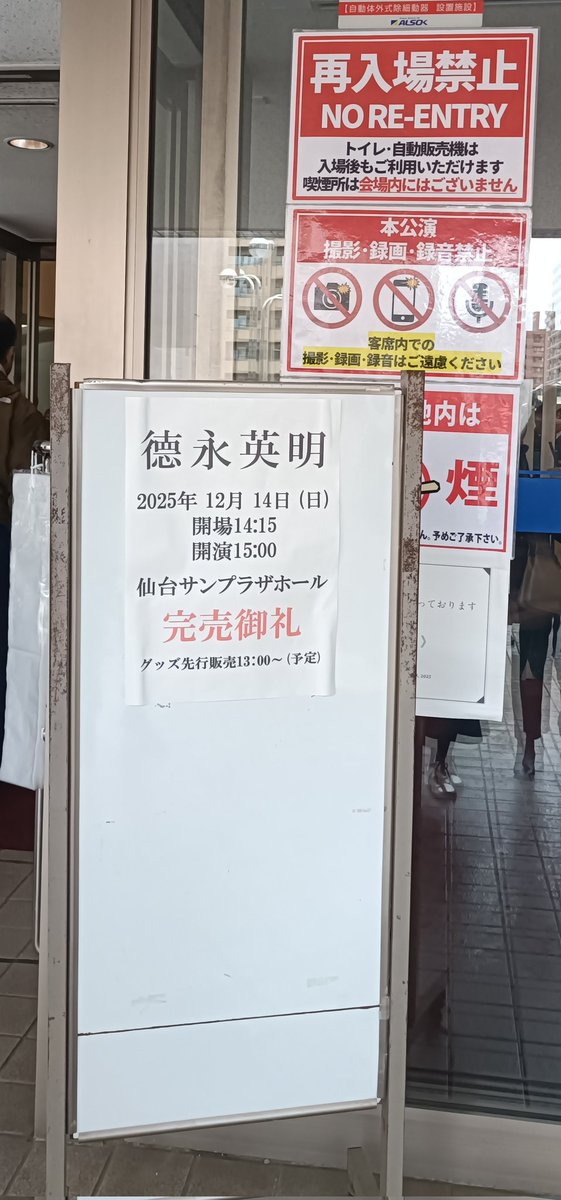 【自動体外式除細動器 設置施設】
ALSOK
再入場禁止
NO RE-ENTRY
トイレ・自動販売機は
入場後もご利用いただけます
喫煙所は会場内にはございません
本公演
撮影・録画・録音禁止
客席内での
撮影・録画・録音はご遠慮ください
地内は
煙
ん。予めご了承下さい。
っております
德永英明
2025年 12月 14日 (日)
開場14:15
開演15:00
仙台サンプラザホール
完売御礼
グッズ先行販売13:00～(予定)